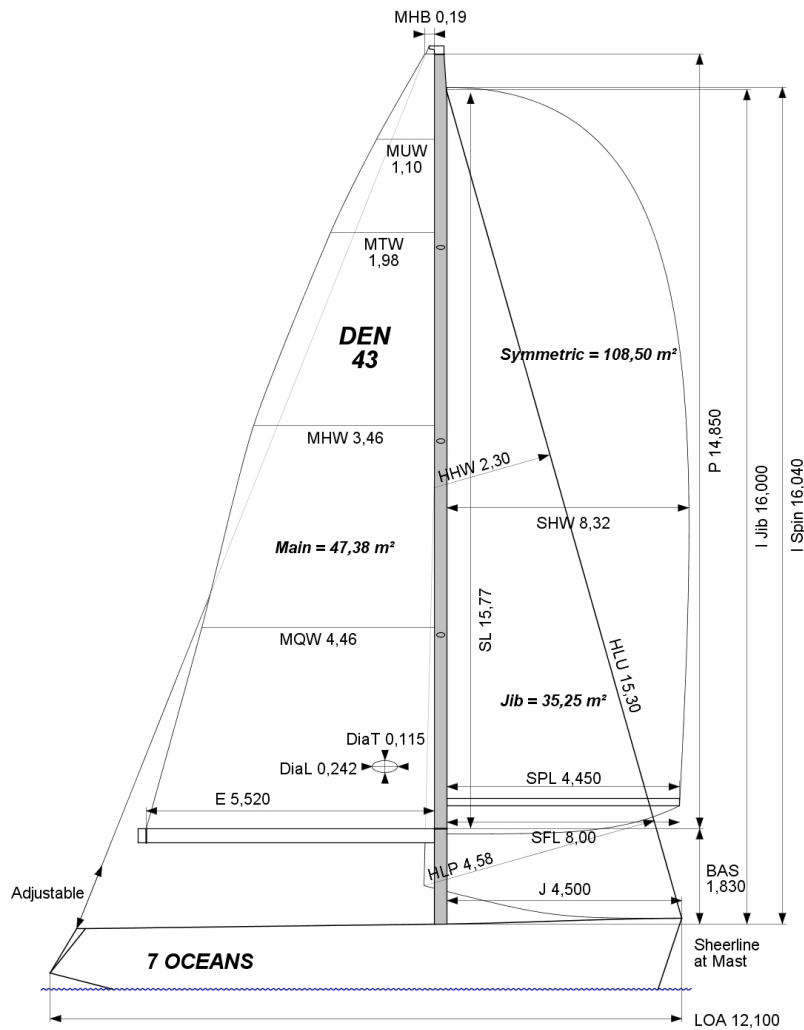 MHB 0,19
MUW
1,10
MTW
1,98
DEN
43
Symmetric = 108,50 m²
P 14,850
MHW 3,46
HHW 2,30
I Jib 16,000
I Spin 16,040
SHW 8,32
Main = 47,38 m²
SL 15,77
MQW 4,46
HLU 15,30
Jib = 35,25 m²
DiaT 0,115
DiaL 0,242
SPL 4,450
E 5,520
SFL 8,00
HLP 4,58
BAS
1,830
Adjustable
J 4,500
7 OCEANS
Sheerline
at Mast
LOA 12,100